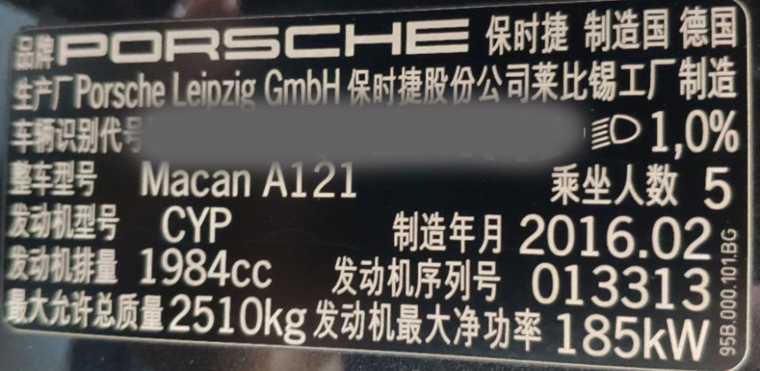 品牌 PORSCHE 保时捷 制造国 德国
生产厂 Porsche Leipzig GmbH 保时捷股份公司莱比锡工厂制造
车辆识别代号 1,0%
整车型号 Macan A121 乘坐人数 5
发动机型号 CYP 制造年月 2016.02
发动机排量 1984cc 发动机序列号 013313
最大允许总质量 2510kg 发动机最大净功率 185kW
95B.000.101.BG